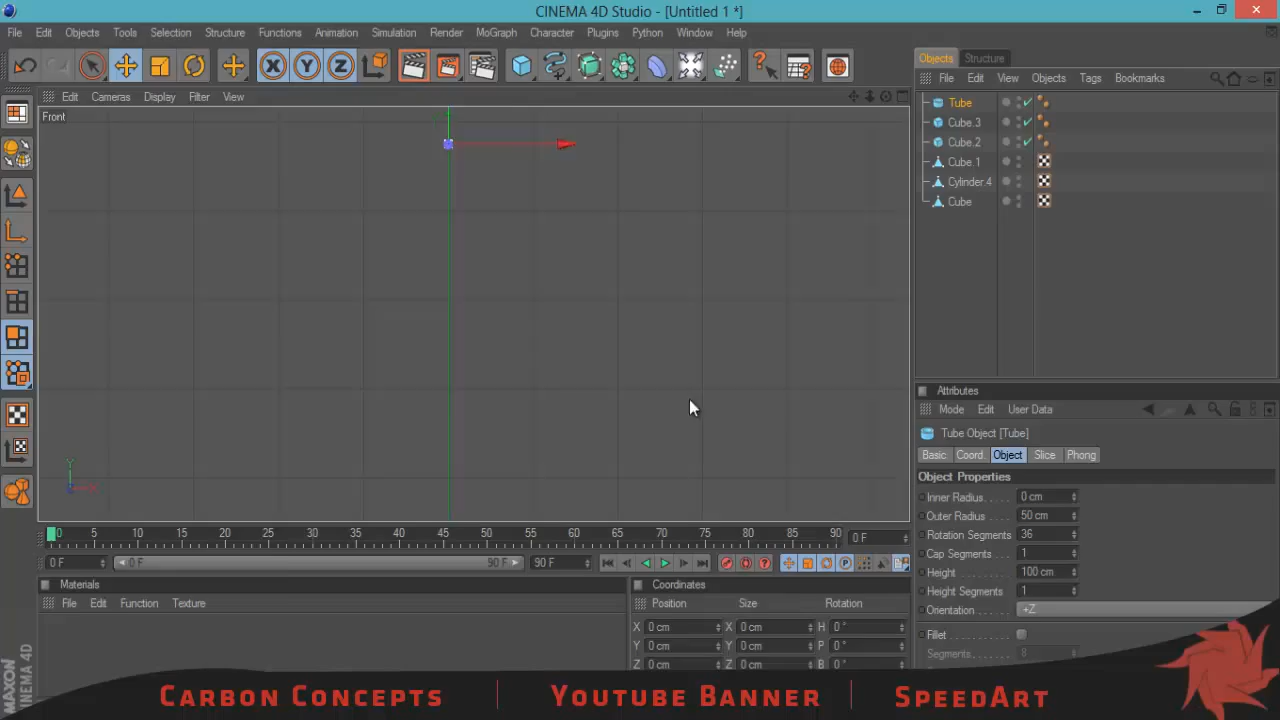 CINEMA 4D Studio - [Untitled 1 *]
File Edit Objects Tools Selection Structure Functions Animation Simulation Render MoGraph Character Plugins Python Window Help
Objects Structure
Edit Cameras Display Filter View
File Edit View Objects Tags Bookmarks
Front
Tube
Cube.3
Cube.2
Cube.1
Cylinder.4
Cube
Y
X
Attributes
Mode Edit User Data
Tube Object [Tube]
Basic Coord. Object Slice Phong
Object Properties
Inner Radius. . . . . 0 cm
Outer Radius . . . . 50 cm
Rotation Segments 36
Cap Segments. . . 1
Height. . . . . . . . . . 100 cm
Height Segments . 1
Orientation . . . . . . +Z
Fillet
Segments. . . . . . . 8
0 5 10 15 20 25 30 35 40 45 50 55 60 65 70 75 80 85 90 0 F
0 F 0 F 90 F 90 F
Materials
File Edit Function Texture
Coordinates
Position Size Rotation
X 0 cm X 0 cm H 0 °
Y 0 cm Y 0 cm P 0 °
Z 0 cm Z 0 cm B 0 °
MAXON
CINEMA 4D
Carbon Concepts | Youtube Banner | SpeedArt